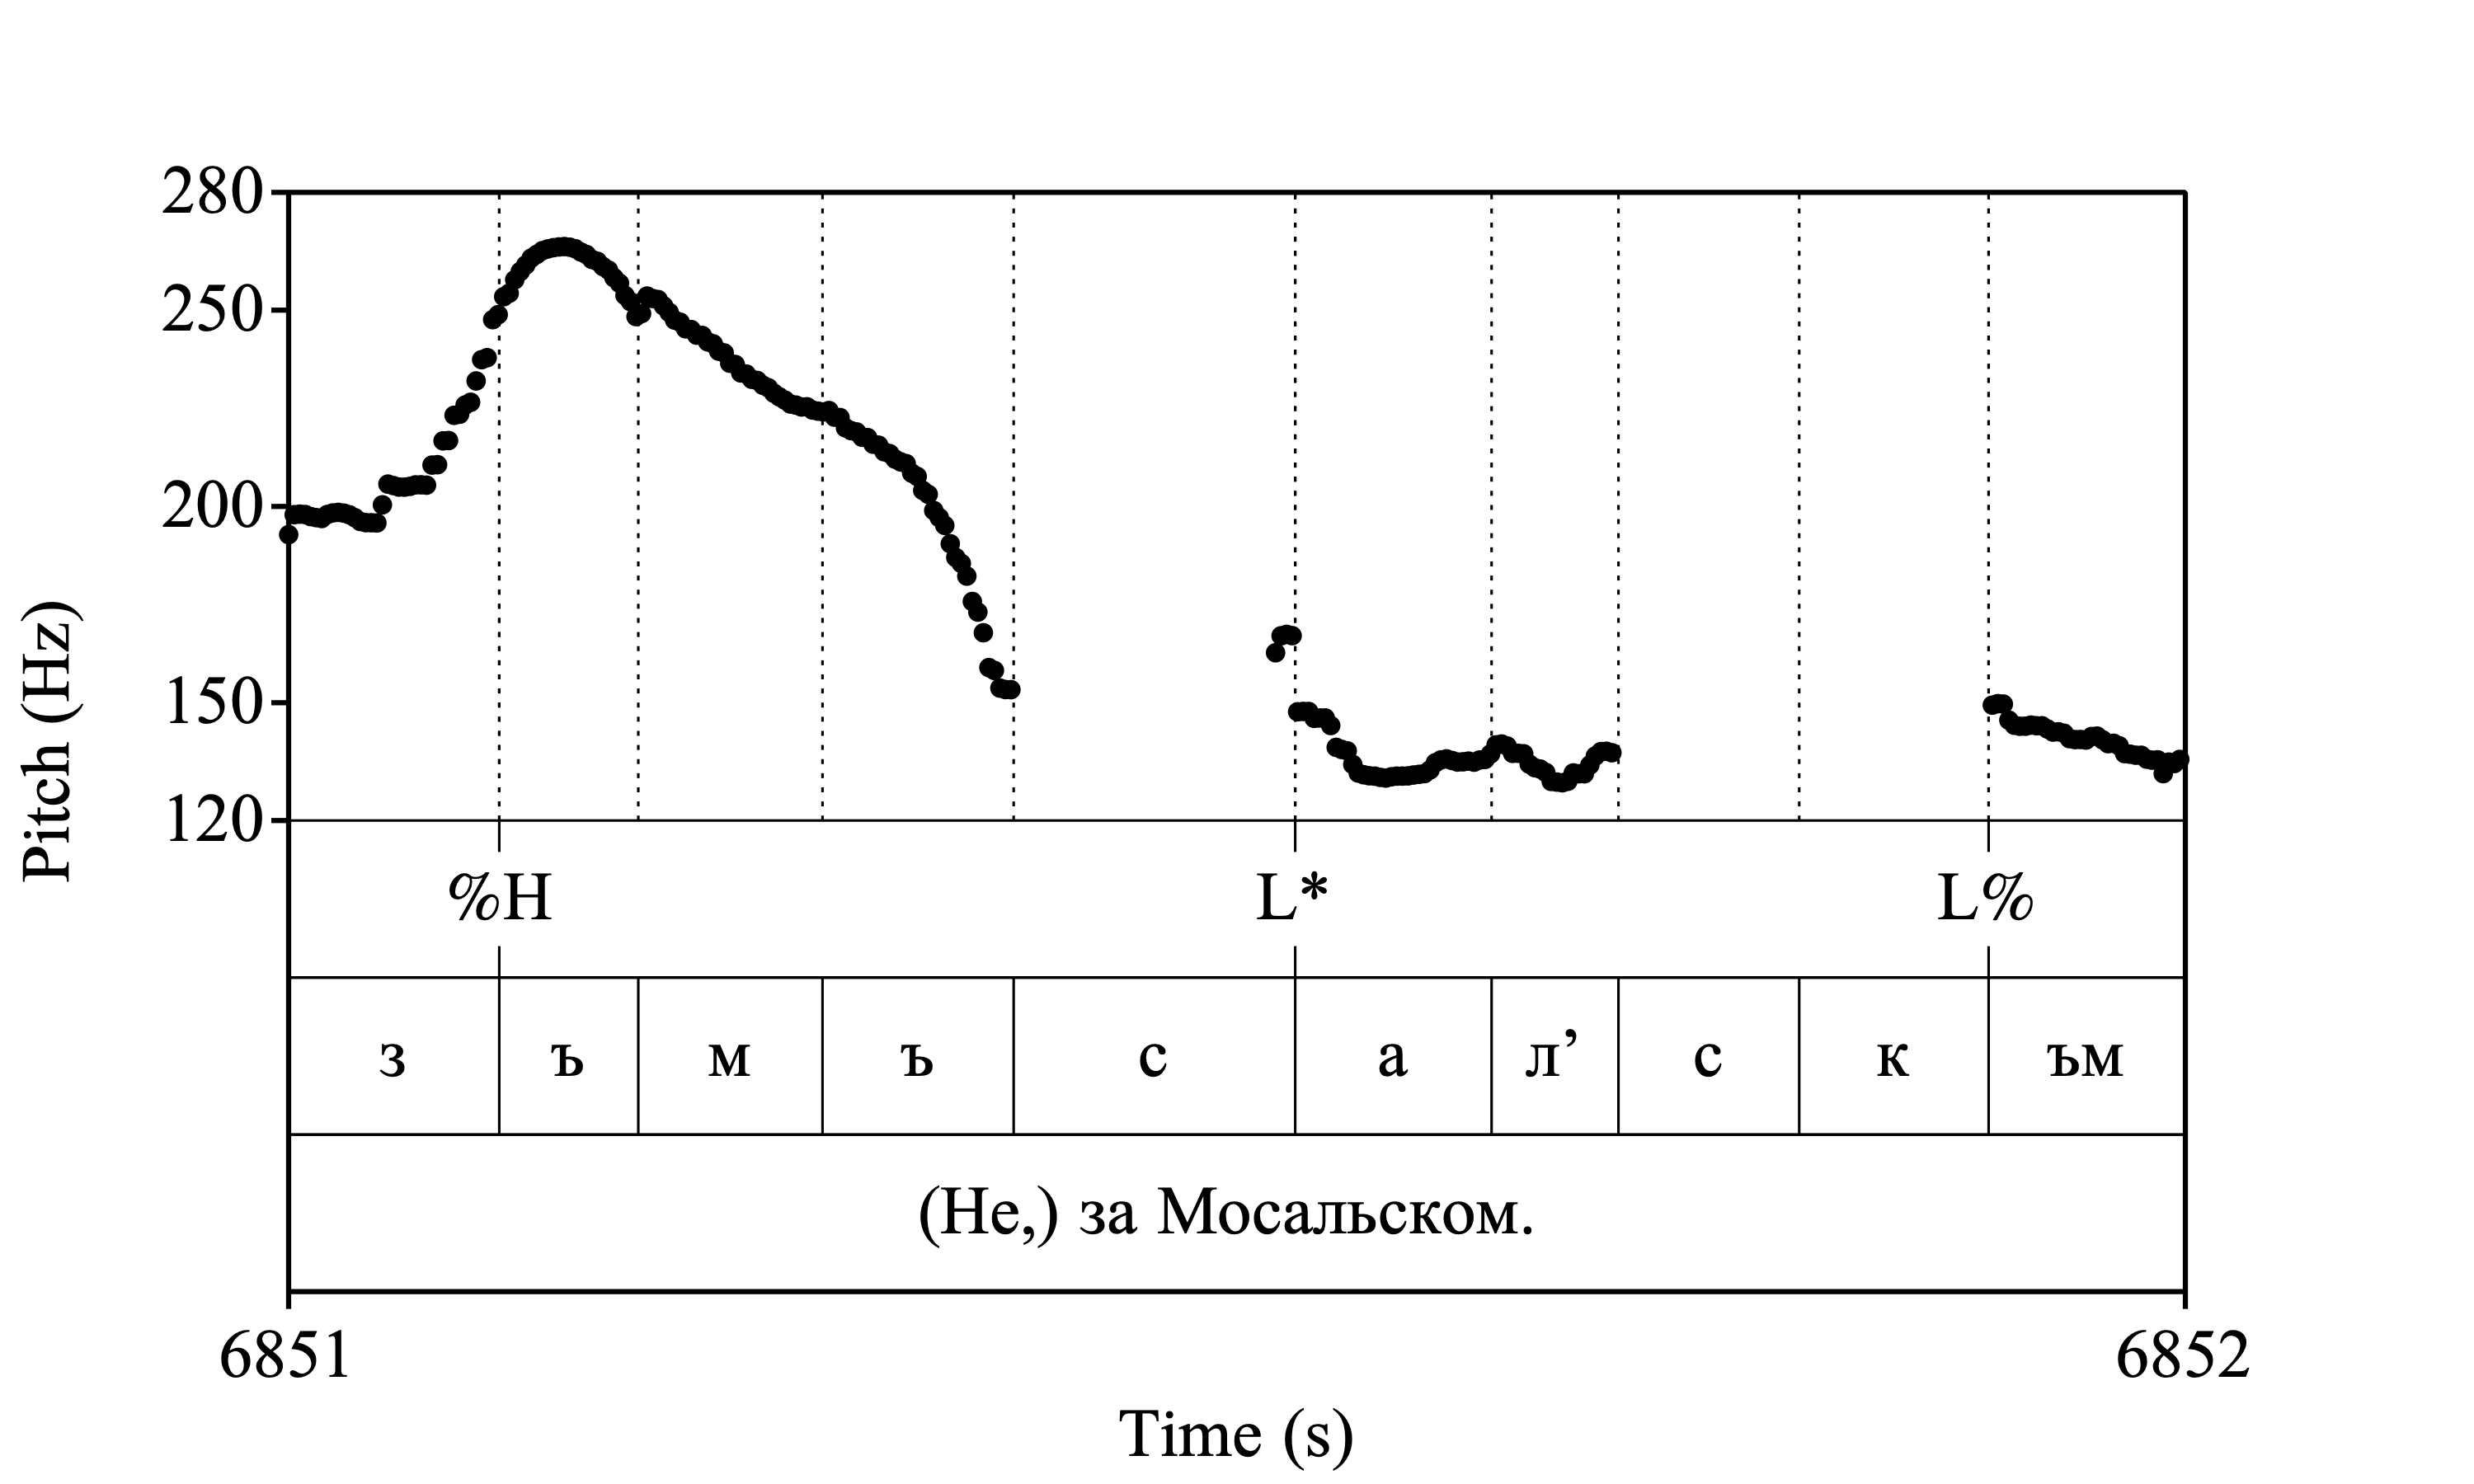 280
250
200
150
120
Pitch (Hz)
%H L* L%
з ъ м ъ с а л’ с к ъм
(Не,) за Мосальском.
6851 6852
Time (s)